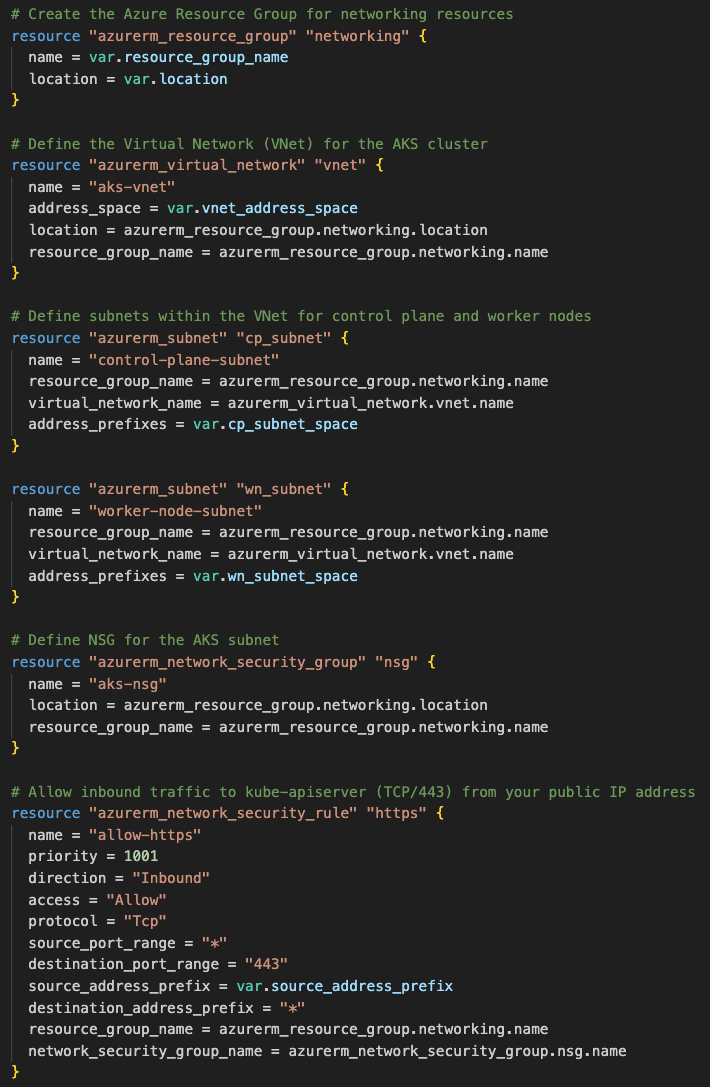 # Create the Azure Resource Group for networking resources
resource "azurerm_resource_group" "networking" {
  name = var.resource_group_name
  location = var.location
}

# Define the Virtual Network (VNet) for the AKS cluster
resource "azurerm_virtual_network" "vnet" {
  name = "aks-vnet"
  address_space = var.vnet_address_space
  location = azurerm_resource_group.networking.location
  resource_group_name = azurerm_resource_group.networking.name
}

# Define subnets within the VNet for control plane and worker nodes
resource "azurerm_subnet" "cp_subnet" {
  name = "control-plane-subnet"
  resource_group_name = azurerm_resource_group.networking.name
  virtual_network_name = azurerm_virtual_network.vnet.name
  address_prefixes = var.cp_subnet_space
}

resource "azurerm_subnet" "wn_subnet" {
  name = "worker-node-subnet"
  resource_group_name = azurerm_resource_group.networking.name
  virtual_network_name = azurerm_virtual_network.vnet.name
  address_prefixes = var.wn_subnet_space
}

# Define NSG for the AKS subnet
resource "azurerm_network_security_group" "nsg" {
  name = "aks-nsg"
  location = azurerm_resource_group.networking.location
  resource_group_name = azurerm_resource_group.networking.name
}

# Allow inbound traffic to kube-apiserver (TCP/443) from your public IP address
resource "azurerm_network_security_rule" "https" {
  name = "allow-https"
  priority = 1001
  direction = "Inbound"
  access = "Allow"
  protocol = "Tcp"
  source_port_range = "*"
  destination_port_range = "443"
  source_address_prefix = var.source_address_prefix
  destination_address_prefix = "*"
  resource_group_name = azurerm_resource_group.networking.name
  network_security_group_name = azurerm_network_security_group.nsg.name
}